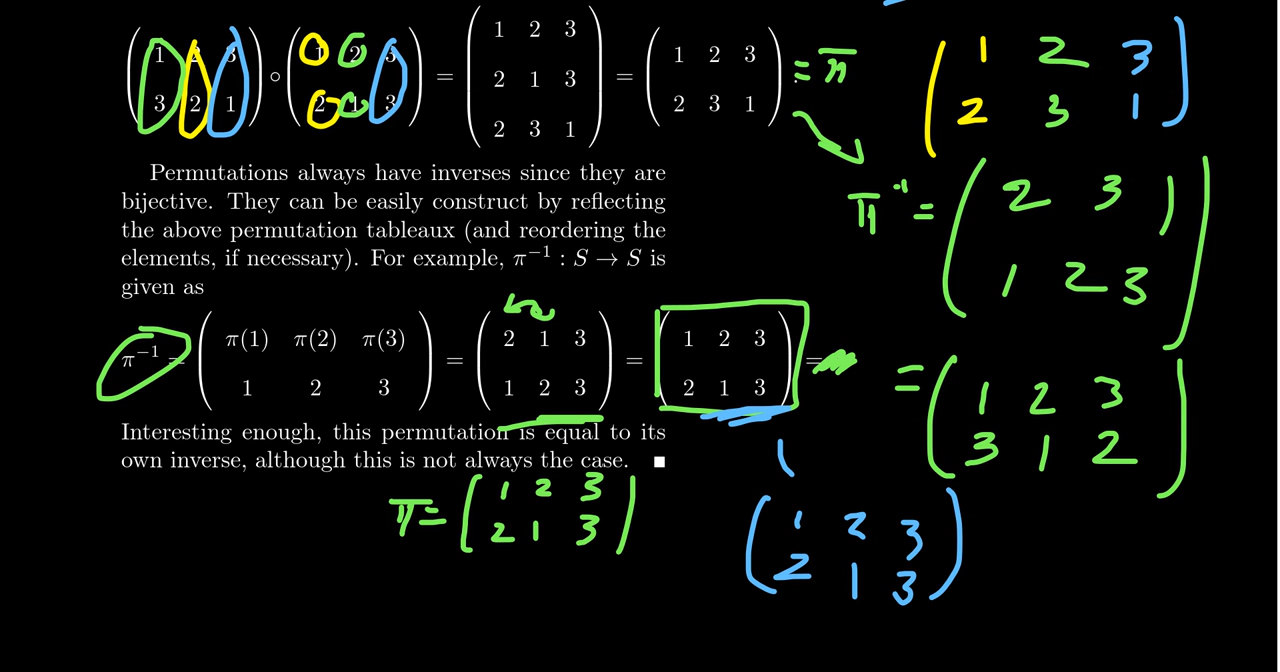 ( 1 2 3 / 3 2 1 ) ∘ ( 1 2 3 / 2 1 3 ) = ( 1 2 3 / 2 1 3 / 2 3 1 ) = ( 1 2 3 / 2 3 1 ) = π
( 1 2 3 / 2 3 1 )
Permutations always have inverses since they are
bijective. They can be easily construct by reflecting
the above permutation tableaux (and reordering the
elements, if necessary). For example, π⁻¹ : S → S is
given as
π⁻¹ = ( 2 3 1 / 1 2 3 )
= ( 1 2 3 / 3 1 2 )
π⁻¹ = ( π(1) π(2) π(3) / 1 2 3 ) = ( 2 1 3 / 1 2 3 ) = ( 1 2 3 / 2 1 3 ) =
Interesting enough, this permutation is equal to its
own inverse, although this is not always the case. ■
π = ( 1 2 3 / 2 1 3 )
( 1 2 3 / 2 1 3 )